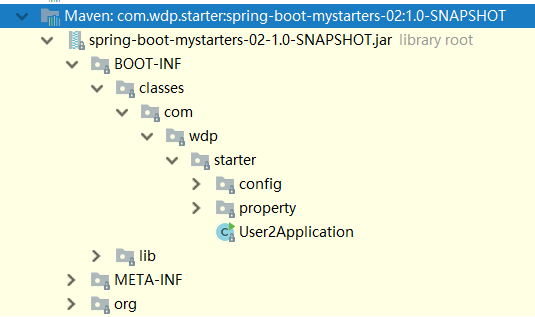 Maven: com.wdp.starter:spring-boot-mystarters-02:1.0-SNAPSHOT
spring-boot-mystarters-02-1.0-SNAPSHOT.jar library root
BOOT-INF
classes
com
wdp
starter
config
property
User2Application
lib
META-INF
org